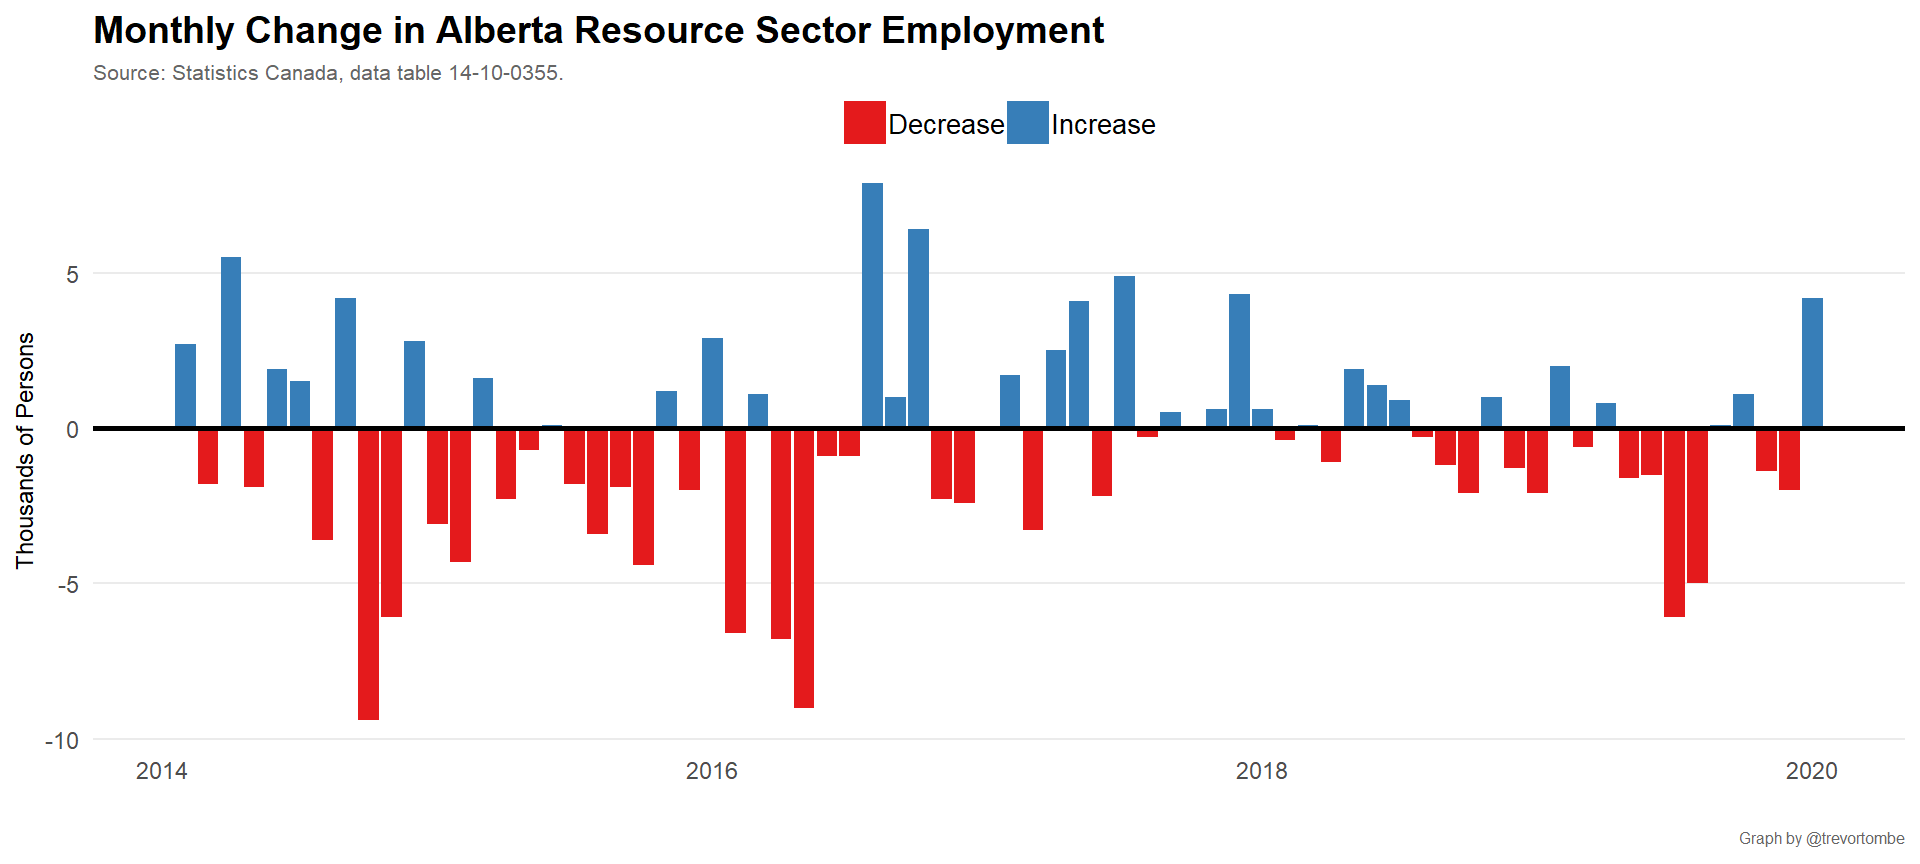 Monthly Change in Alberta Resource Sector Employment
Source: Statistics Canada, data table 14-10-0355.
Decrease Increase
Thousands of Persons
5
0
-5
-10
2014 2016 2018 2020
Graph by @trevortombe